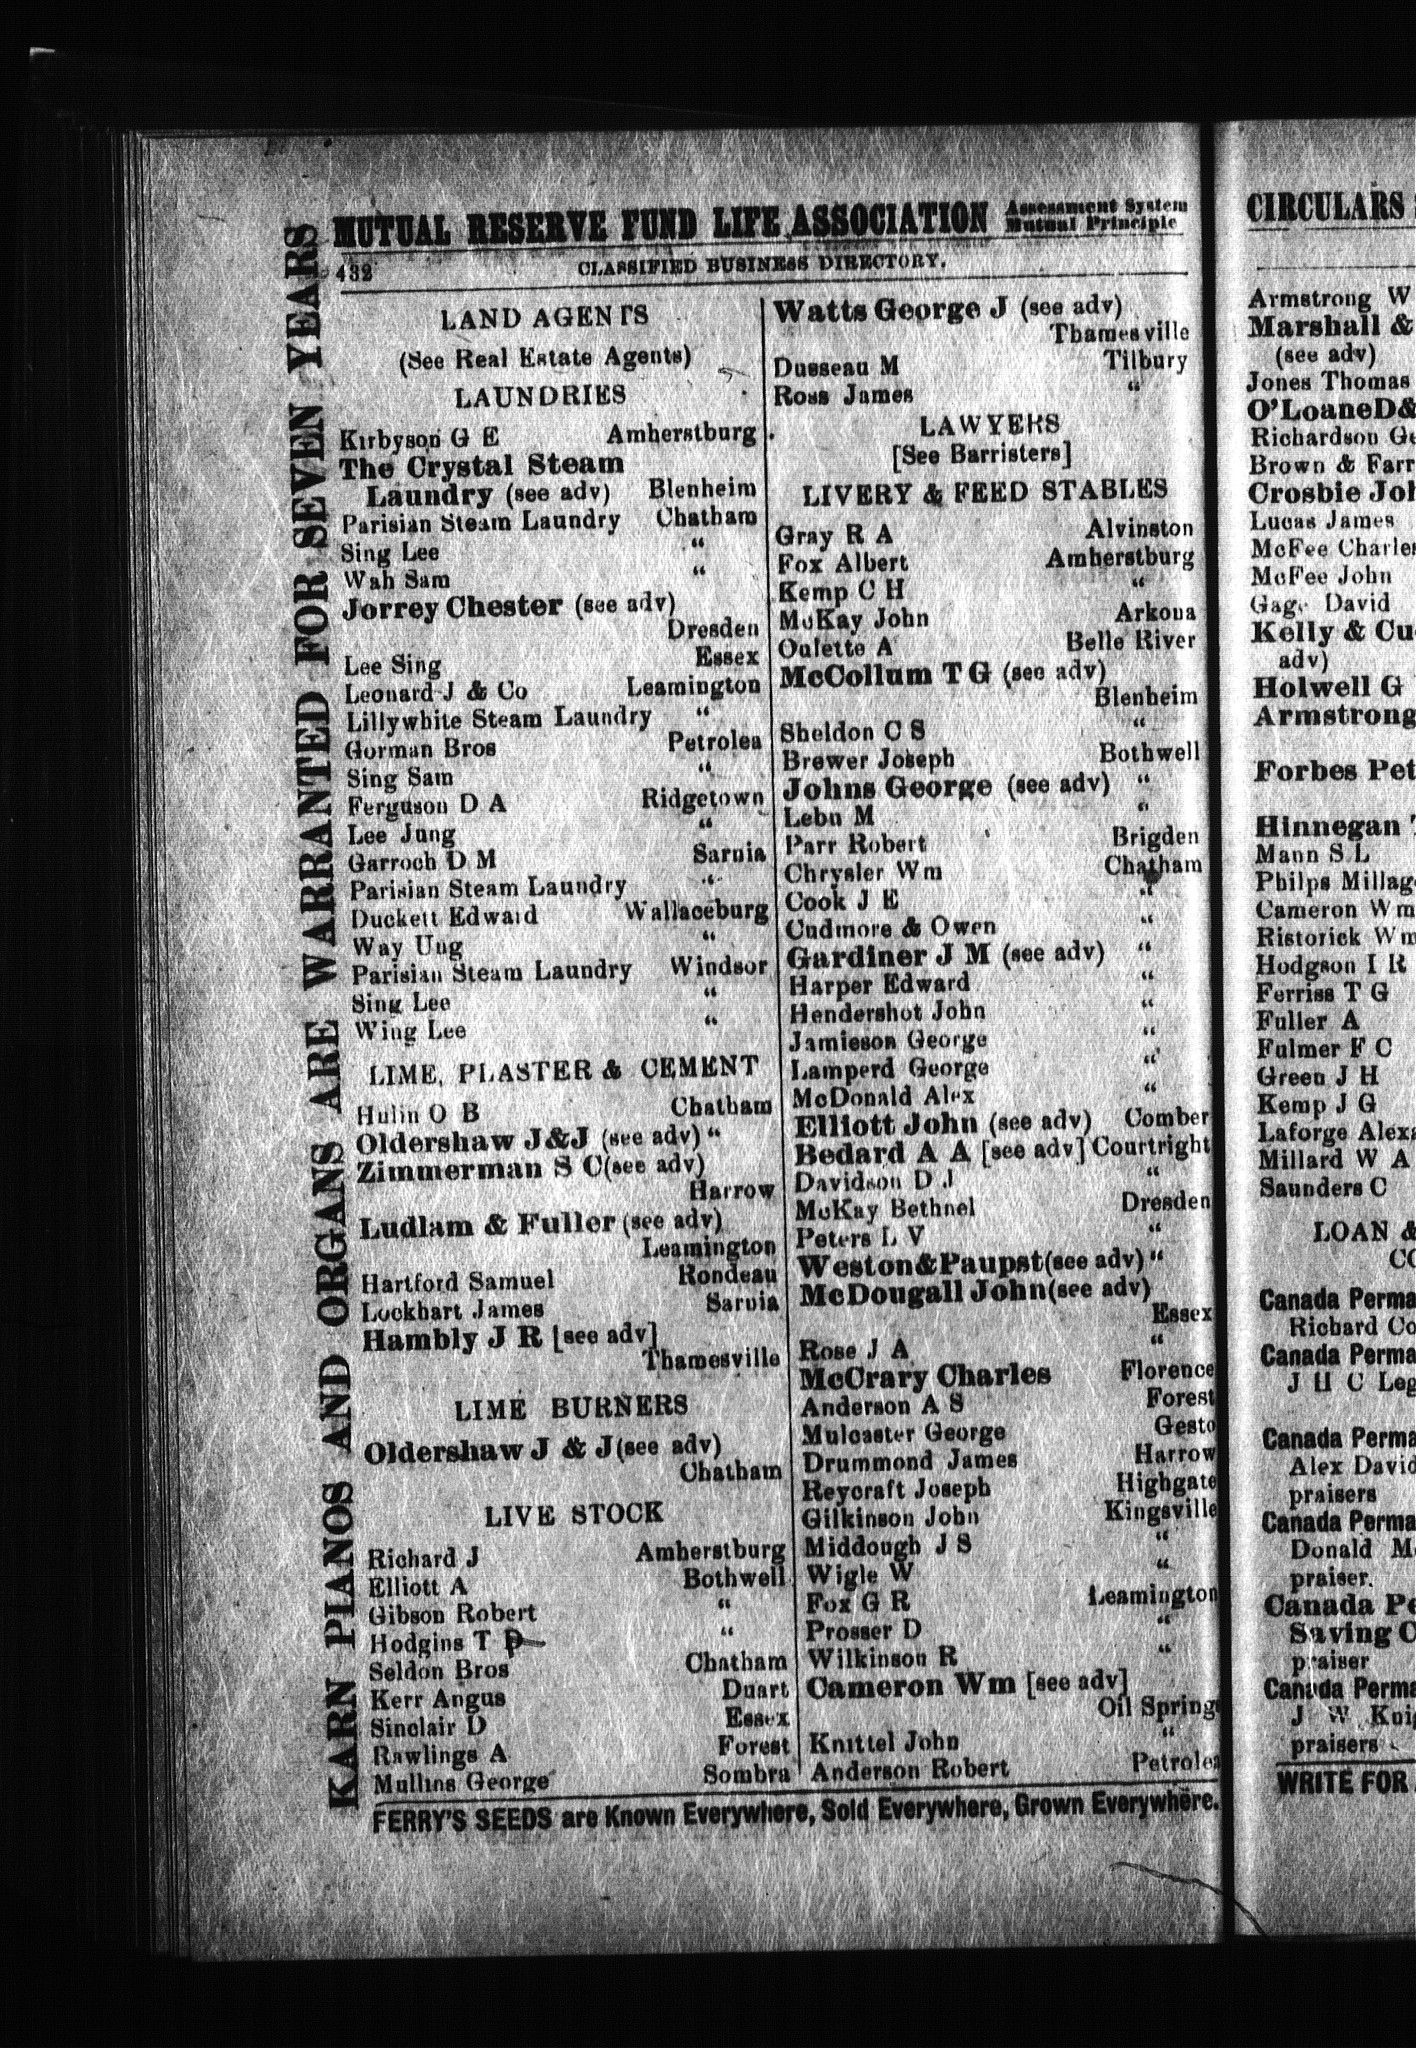 MUTUAL RESERVE FUND LIFE ASSOCIATION Assessment System Mutual Principle
432 CLASSIFIED BUSINESS DIRECTORY.
KARN PIANOS AND ORGANS ARE WARRANTED FOR SEVEN YEARS
LAND AGENTS
(See Real Estate Agents)
LAUNDRIES
Kirbyson G E Amherstburg
The Crystal Steam
Laundry (see adv) Blenheim
Parisian Steam Laundry Chatham
Sing Lee “
Wah Sam “
Jorrey Chester (see adv)
Dresden
Lee Sing Essex
Leonard J & Co Leamington
Lillywhite Steam Laundry “
Gorman Bros Petrolea
Sing Sam “
Ferguson D A Ridgetown
Lee Jung “
Garroch D M Sarnia
Parisian Steam Laundry “
Duckett Edward Wallaceburg
Way Ung “
Parisian Steam Laundry Windsor
Sing Lee “
Wing Lee “
LIME, PLASTER & CEMENT
Hulin O B Chatham
Oldershaw J&J (see adv) “
Zimmerman S C(see adv)
Harrow
Ludlam & Fuller (see adv)
Leamington
Hartford Samuel Rondeau
Lockhart James Sarnia
Hambly J R [see adv]
Thamesville
LIME BURNERS
Oldershaw J & J(see adv)
Chatham
LIVE STOCK
Richard J Amherstburg
Elliott A Bothwell
Gibson Robert “
Hodgins T “
Seldon Bros Chatham
Kerr Angus Duart
Sinclair D Essex
Rawlings A Forest
Mullins George Sombra
Watts George J (see adv)
Thamesville
Dusseau M Tilbury
Ross James “
LAWYERS
[See Barristers]
LIVERY & FEED STABLES
Gray R A Alvinston
Fox Albert Amherstburg
Kemp C H “
McKay John Arkona
Oulette A Belle River
McCollum T G (see adv)
Blenheim
Sheldon C S “
Brewer Joseph Bothwell
Johns George (see adv) “
Lebu M “
Parr Robert Brigden
Chrysler Wm Chatham
Cook J E “
Cudmore & Owen “
Gardiner J M (see adv) “
Harper Edward “
Hendershot John “
Jamieson George “
Lamperd George “
McDonald Alex “
Elliott John (see adv) Comber
Bedard A A [see adv] Courtright
Davidson D J “
McKay Bethnel Dresden
Peters L V “
Weston&Paupst(see adv) “
McDougall John(see adv)
Essex
Rose J A “
McCrary Charles Florence
Anderson A S Forest
Mulcaster George Gesto
Drummond James Harrow
Reycraft Joseph Highgate
Gilkinson John Kingsville
Middough J S “
Wigle W “
Fox G R Leamington
Prosser D “
Wilkinson R “
Cameron Wm [see adv]
Oil Spring
Knittel John “
Anderson Robert Petrolea
FERRY'S SEEDS are Known Everywhere, Sold Everywhere, Grown Everywhere.
CIRCULARS
Armstrong W
Marshall &
(see adv)
Jones Thomas
O'LoaneD&
Richardson Ge
Brown & Farr
Crosbie Joh
Lucas James
McFee Charles
McFee John
Gage David
Kelly & Cu
adv)
Holwell G
Armstrong
Forbes Pet
Hinnegan
Mann S L
Philps Millage
Cameron Wm
Ristorick Wm
Hodgson I R
Ferriss T G
Fuller A
Fulmer F C
Green J H
Kemp J G
Laforge Alexa
Millard W A
Saunders C
LOAN &
CO
Canada Perma
Richard Co
Canada Perma
J H C Leg
Canada Perma
Alex David
praisers
Canada Perma
Donald Mc
praiser.
Canada Pe
Saving C
praiser
Canada Perma
J W Knig
praisers
WRITE FOR